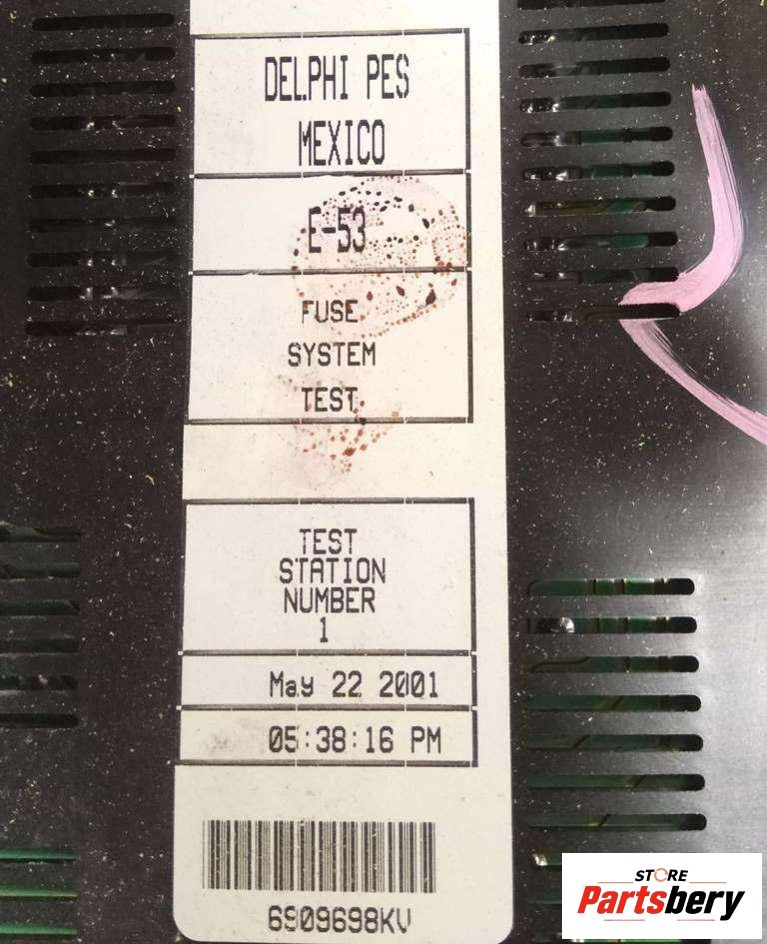 DELPHI PES
MEXICO
E-53
FUSE
SYSTEM
TEST
TEST
STATION
NUMBER
1
May 22 2001
05:38:16 PM
6909698KV
STORE
Partsbery